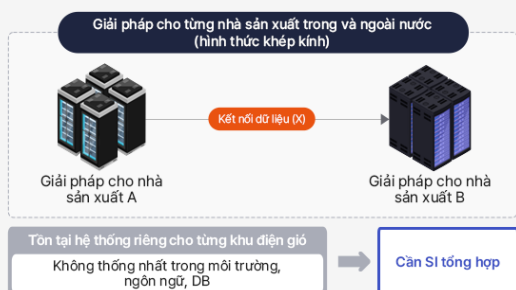 Giải pháp cho từng nhà sản xuất trong và ngoài nước
(hình thức khép kín)
Kết nối dữ liệu (X)
Giải pháp cho nhà
sản xuất A
Giải pháp cho nhà
sản xuất B
Tồn tại hệ thống riêng cho từng khu điện gió
Không thống nhất trong môi trường,
ngôn ngữ, DB
Cần SI tổng hợp